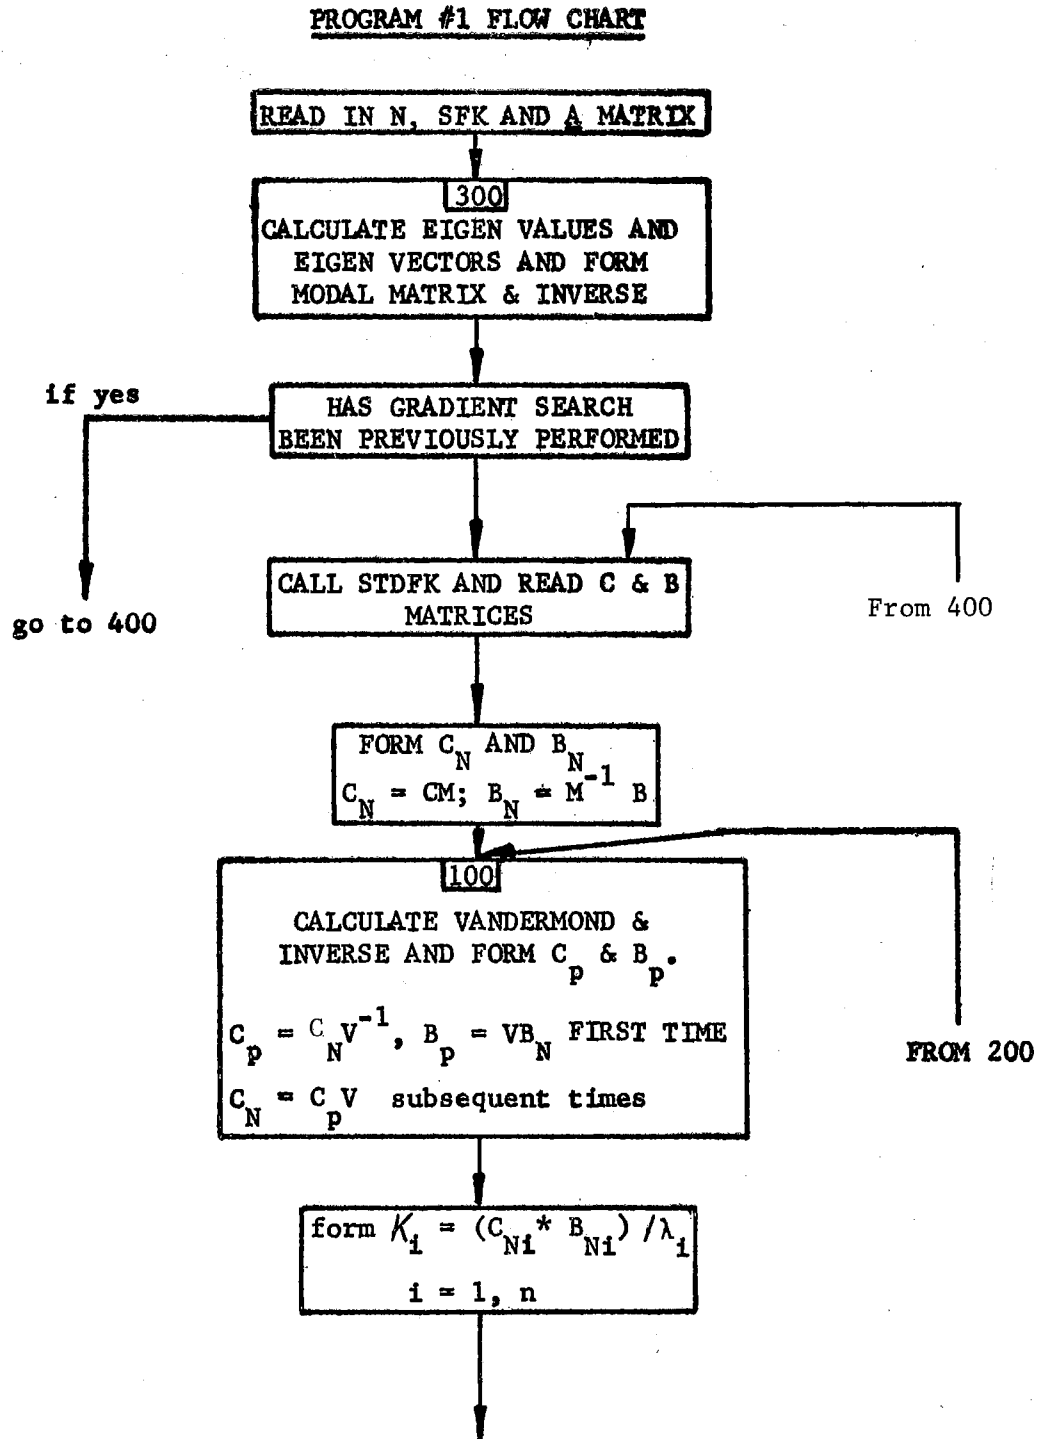 PROGRAM #1 FLOW CHART
READ IN N, SFK AND A MATRIX
300
CALCULATE EIGEN VALUES AND
EIGEN VECTORS AND FORM
MODAL MATRIX & INVERSE
if yes
HAS GRADIENT SEARCH
BEEN PREVIOUSLY PERFORMED
CALL STDFK AND READ C & B
MATRICES
go to 400
From 400
FORM C_N AND B_N
C_N = CM; B_N = M^-1 B
100
CALCULATE VANDERMOND &
INVERSE AND FORM C_p & B_p.
C_p = C_N V^-1, B_p = VB_N FIRST TIME
C_N = C_p V subsequent times
FROM 200
form K_i = (C_Ni * B_Ni) / λ_i
i = 1, n